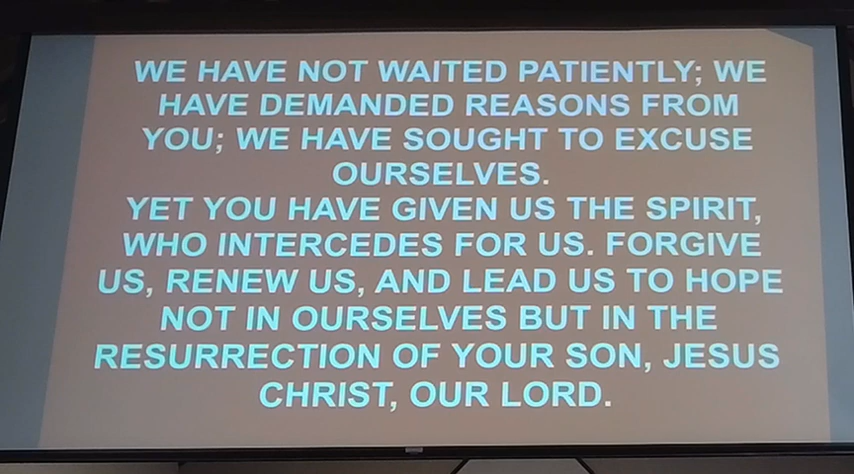 WE HAVE NOT WAITED PATIENTLY; WE
HAVE DEMANDED REASONS FROM
YOU; WE HAVE SOUGHT TO EXCUSE
OURSELVES.
YET YOU HAVE GIVEN US THE SPIRIT,
WHO INTERCEDES FOR US. FORGIVE
US, RENEW US, AND LEAD US TO HOPE
NOT IN OURSELVES BUT IN THE
RESURRECTION OF YOUR SON, JESUS
CHRIST, OUR LORD.